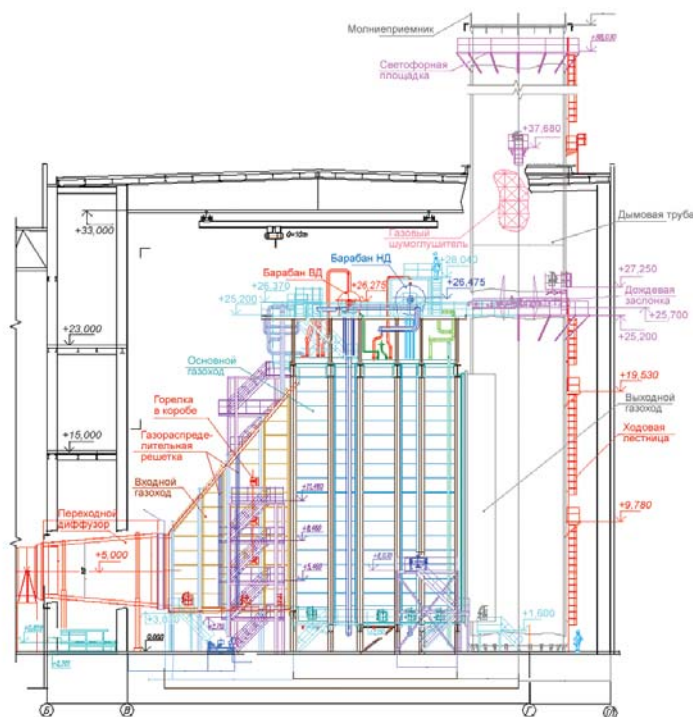 Молниеприемник
Светофорная
площадка
+37,680
+33,000
Q=10т
Газовый
шумоглушитель
Дымовая труба
Барабан НД
+28,040
Барабан ВД
+26,275
+26,475
+26,370
+25,200
+27,250
Дождевая
заслонка
+25,700
+25,200
+23,000
Основной
газоход
+19,530
Горелка
в коробе
Выходной
газоход
Газораспреде-
лительная
решетка
Ходовая
лестница
+15,000
Входной
газоход
Переходной
диффузор
+9,780
+5,000
+1,600
0,000
Б
В
Г